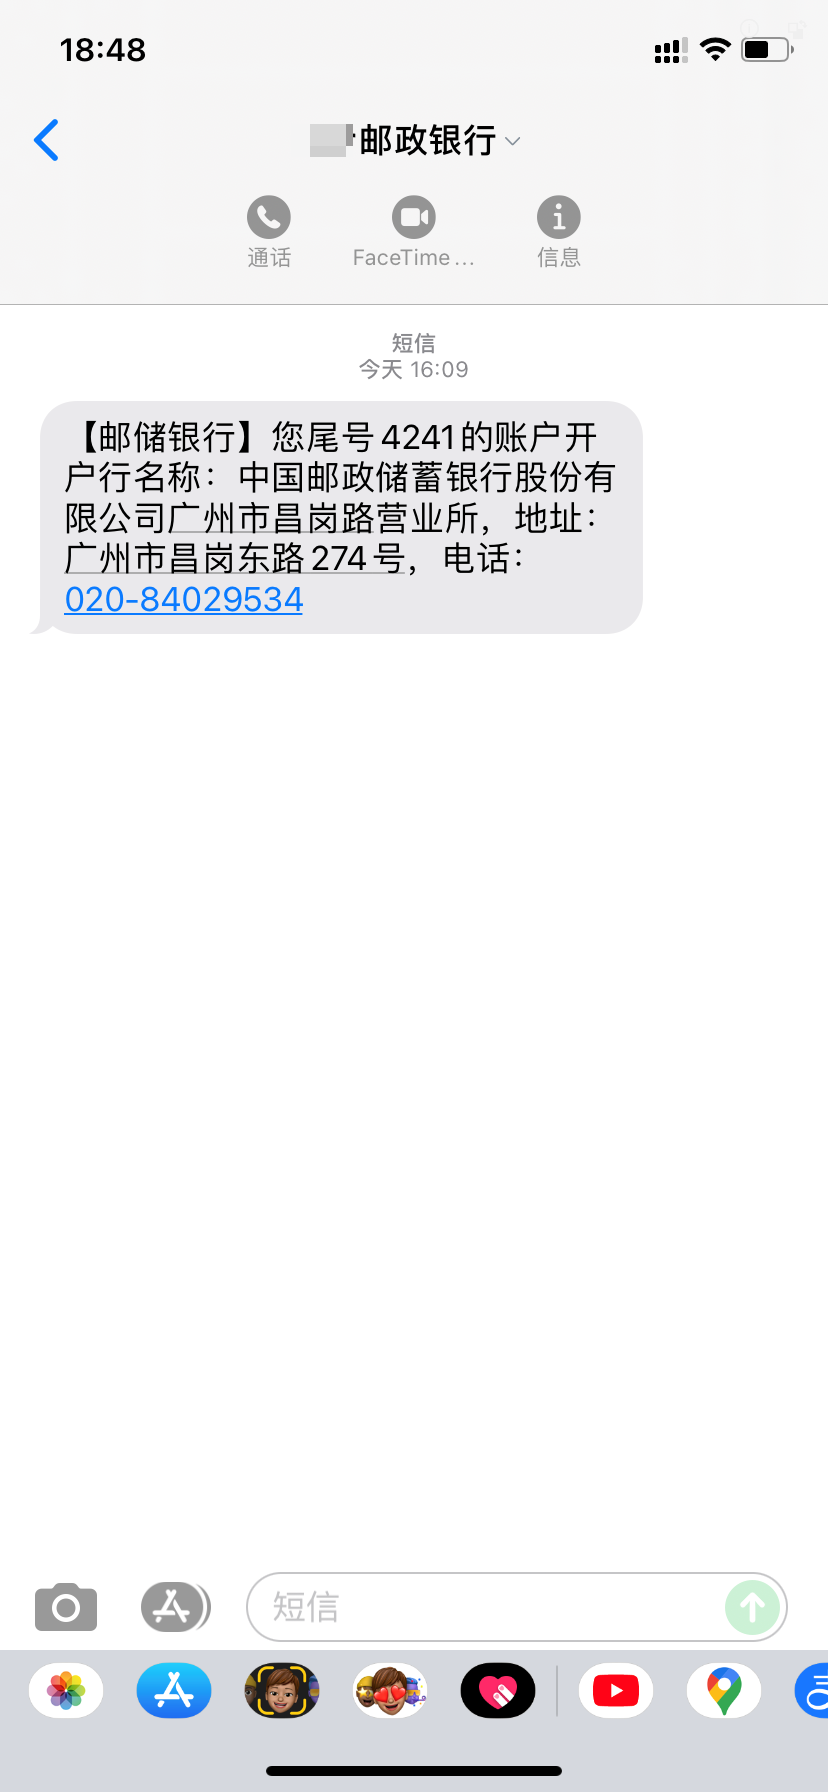 18:48
邮政银行
通话
FaceTime...
信息
短信
今天 16:09
【邮储银行】您尾号4241的账户开
户行名称：中国邮政储蓄银行股份有
限公司广州市昌岗路营业所，地址：
广州市昌岗东路274号，电话：
020-84029534
短信